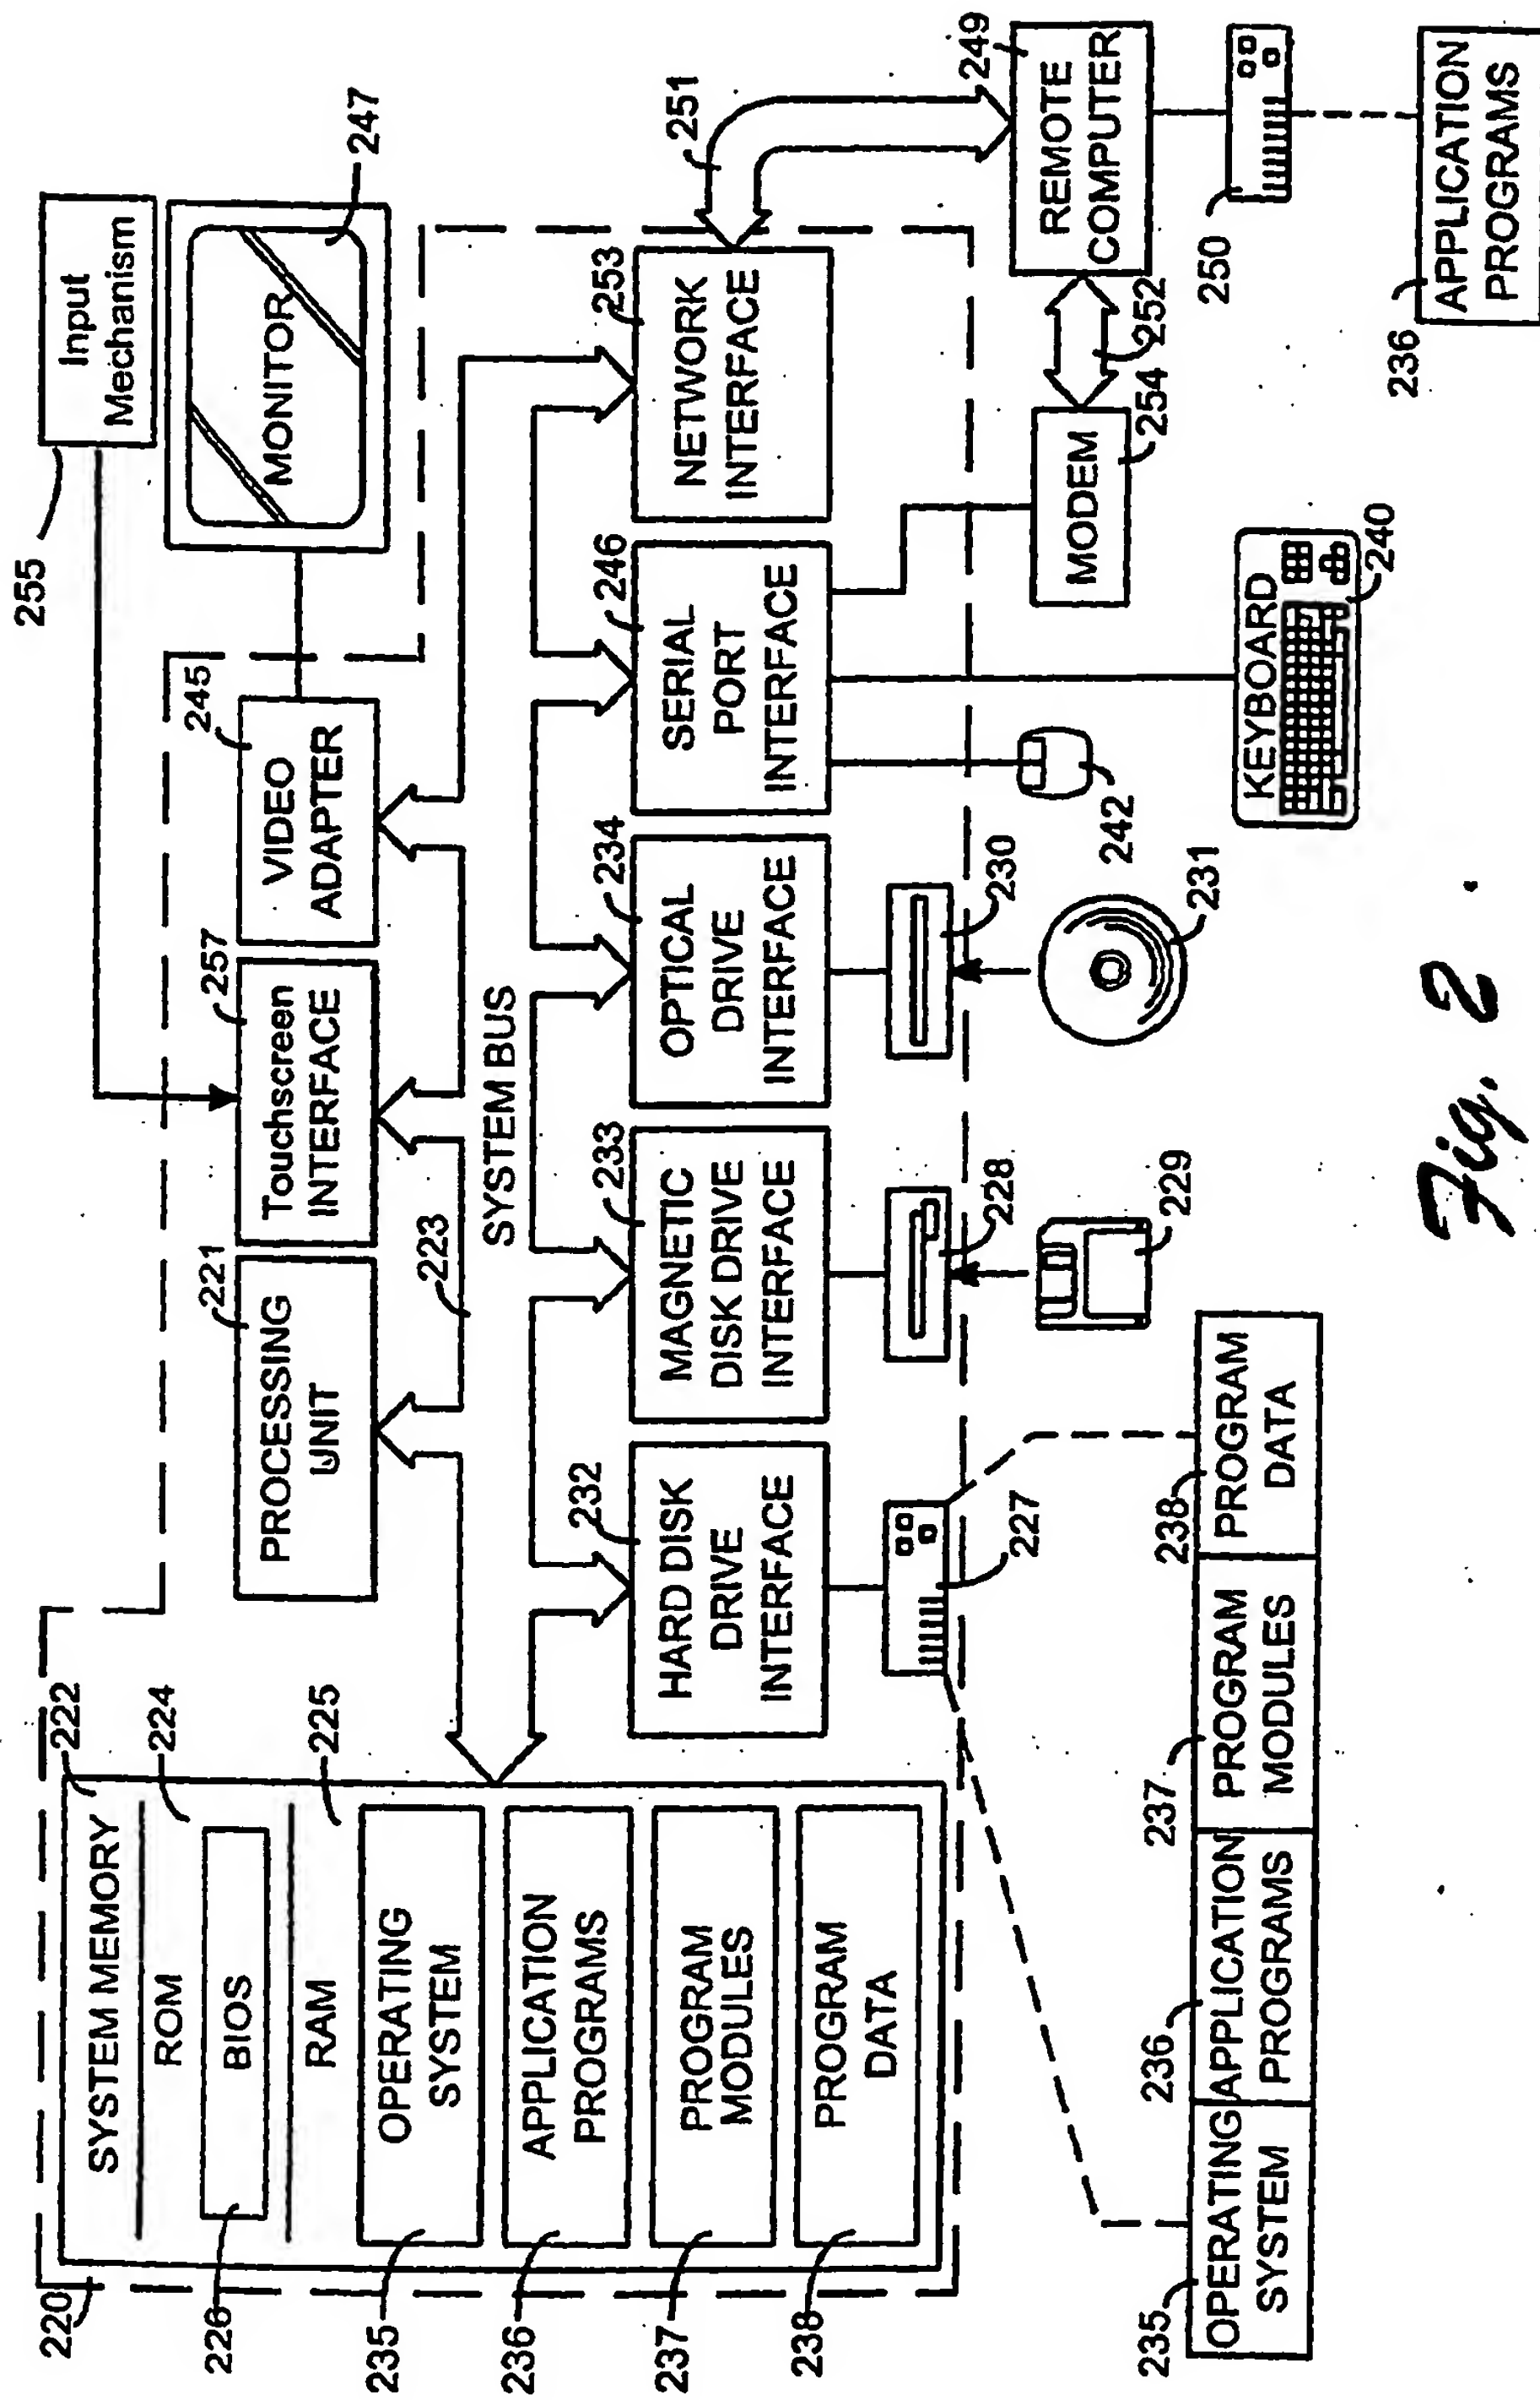 220
SYSTEM MEMORY
222
ROM
224
BIOS
226
RAM
225
OPERATING
SYSTEM
235
APPLICATION
PROGRAMS
236
PROGRAM
MODULES
237
PROGRAM
DATA
238
221
PROCESSING
UNIT
257
Touchscreen
INTERFACE
245
VIDEO
ADAPTER
255
Input
Mechanism
MONITOR
247
223
SYSTEM BUS
232
HARD DISK
DRIVE
INTERFACE
233
MAGNETIC
DISK DRIVE
INTERFACE
234
OPTICAL
DRIVE
INTERFACE
246
SERIAL
PORT
INTERFACE
253
NETWORK
INTERFACE
251
227
228
229
230
231
242
KEYBOARD
240
MODEM
254
252
249
REMOTE
COMPUTER
250
236
APPLICATION
PROGRAMS
235
OPERATING
SYSTEM
236
APPLICATION
PROGRAMS
237
PROGRAM
MODULES
238
PROGRAM
DATA
Fig. 2